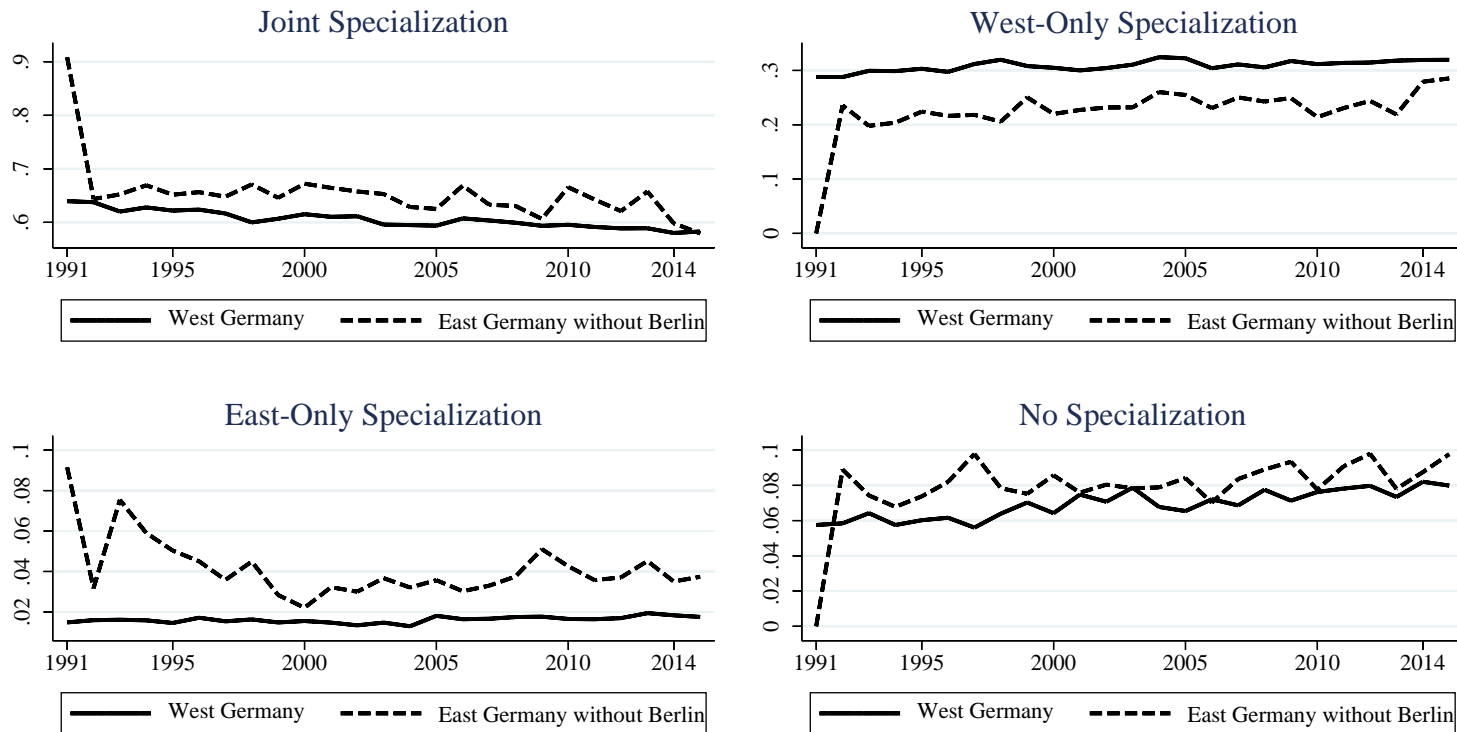 Joint Specialization
.9
.8
.7
.6
1991 1995 2000 2005 2010 2014
West Germany East Germany without Berlin
West-Only Specialization
.3
.2
.1
0
1991 1995 2000 2005 2010 2014
West Germany East Germany without Berlin
East-Only Specialization
.1
.08
.06
.04
.02
1991 1995 2000 2005 2010 2014
West Germany East Germany without Berlin
No Specialization
.1
.08
.06
.04
.02
0
1991 1995 2000 2005 2010 2014
West Germany East Germany without Berlin